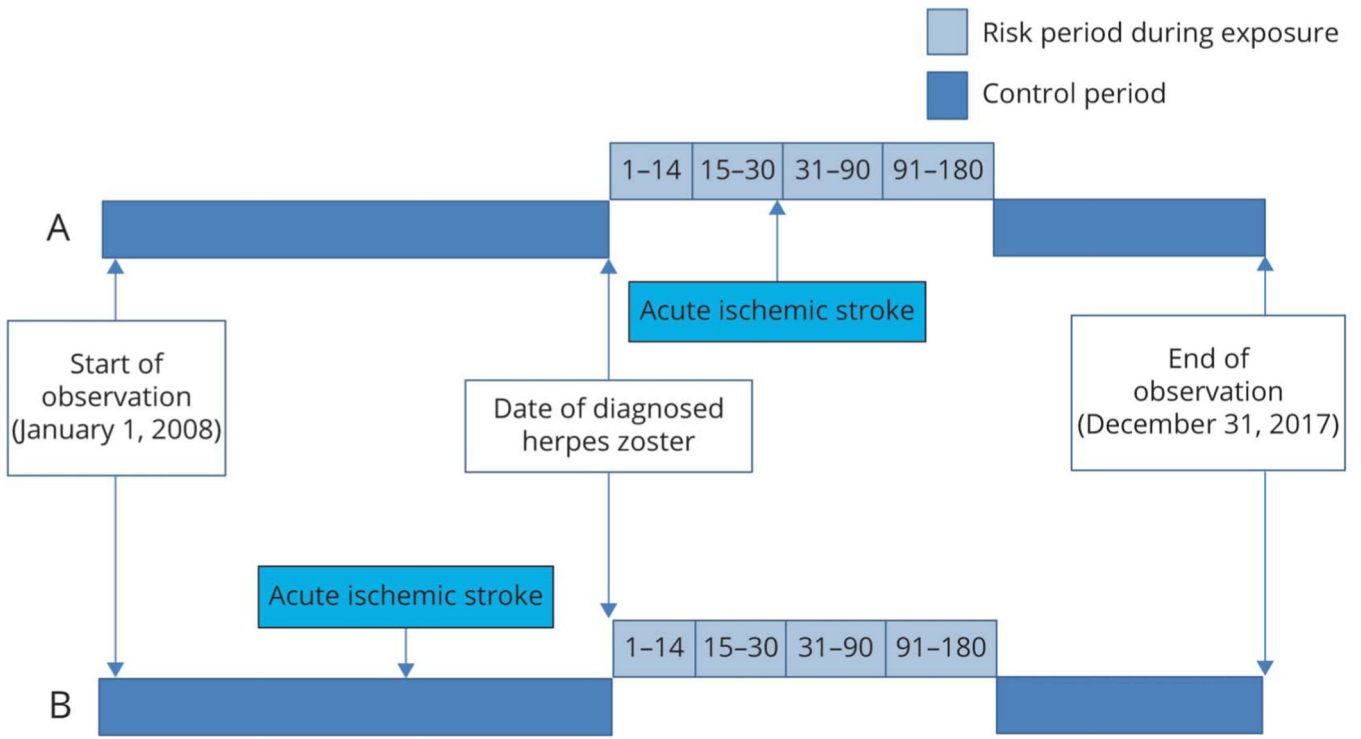 Risk period during exposure
Control period
1–14 15–30 31–90 91–180
A
Acute ischemic stroke
Start of
observation
(January 1, 2008)
Date of diagnosed
herpes zoster
End of
observation
(December 31, 2017)
Acute ischemic stroke
1–14 15–30 31–90 91–180
B